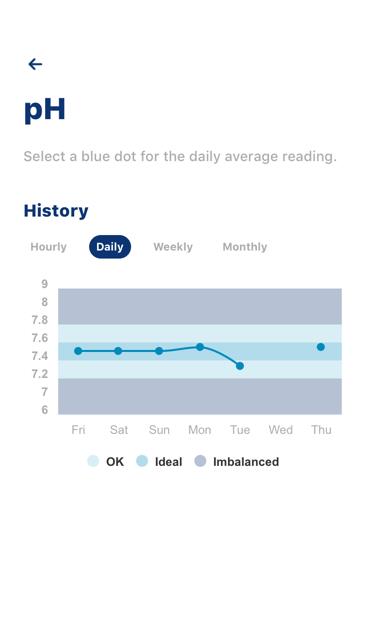 pH
Select a blue dot for the daily average reading.
History
Hourly Daily Weekly Monthly
9
8
7.8
7.6
7.4
7.2
7
6
Fri Sat Sun Mon Tue Wed Thu
OK Ideal Imbalanced